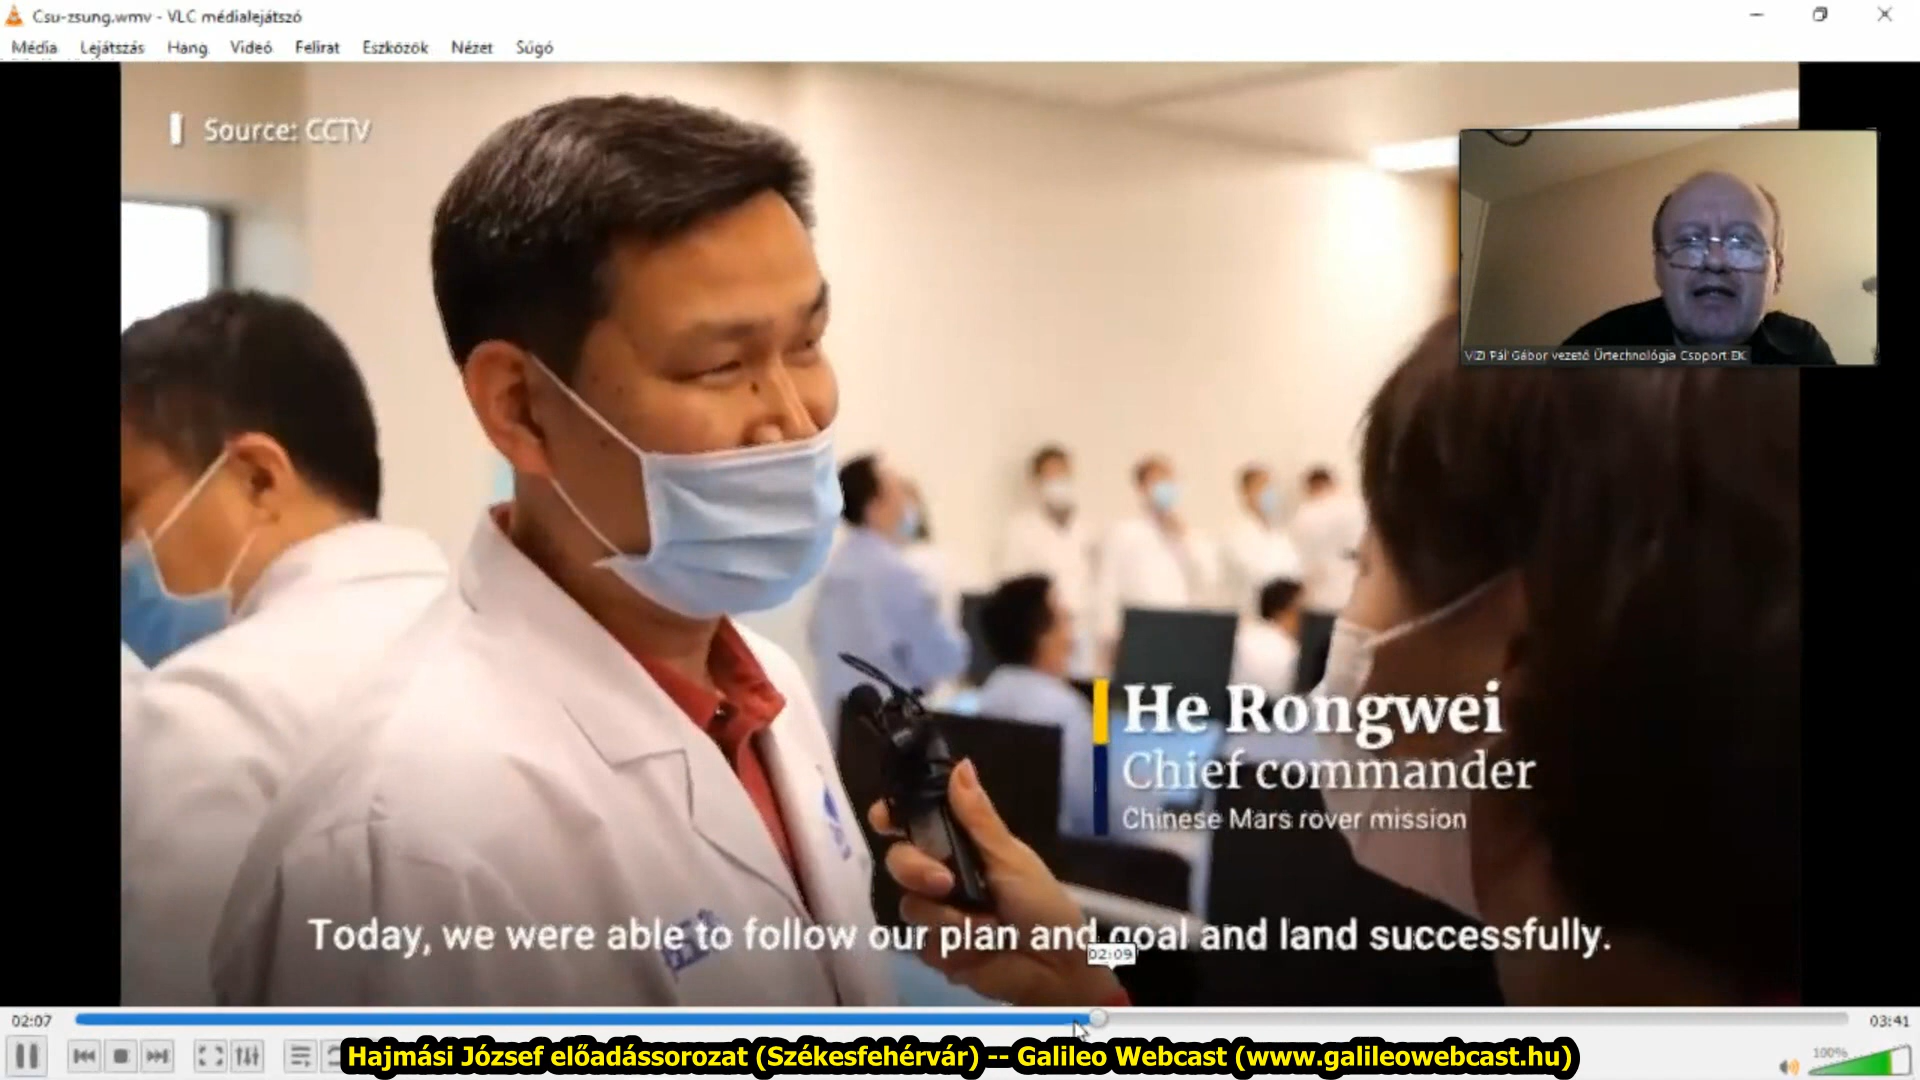 Csu-zsung.wmv - VLC médialejátszó
Média Lejátszás Hang Videó Felirat Eszközök Nézet Súgó
Source: CCTV
VIZI Pál Gábor vezető Űrtechnológia Csoport EK
He Rongwei
Chief commander
Chinese Mars rover mission
Today, we were able to follow our plan and goal and land successfully.
02:09
02:07
03:41
Hajmási József előadássorozat (Székesfehérvár) -- Galileo Webcast (www.galileowebcast.hu)
100%